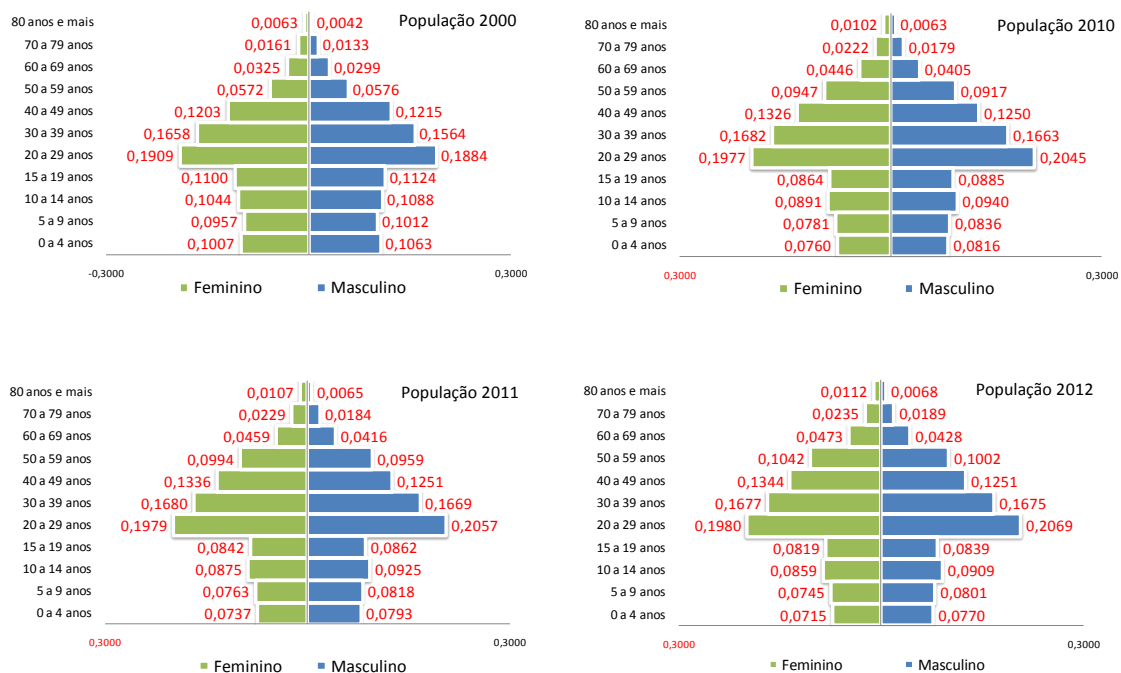 População 2000
80 anos e mais 0,0063 0,0042
70 a 79 anos 0,0161 0,0133
60 a 69 anos 0,0325 0,0299
50 a 59 anos 0,0572 0,0576
40 a 49 anos 0,1203 0,1215
30 a 39 anos 0,1658 0,1564
20 a 29 anos 0,1909 0,1884
15 a 19 anos 0,1100 0,1124
10 a 14 anos 0,1044 0,1088
5 a 9 anos 0,0957 0,1012
0 a 4 anos 0,1007 0,1063
-0,3000 0,3000
Feminino Masculino
População 2010
80 anos e mais 0,0102 0,0063
70 a 79 anos 0,0222 0,0179
60 a 69 anos 0,0446 0,0405
50 a 59 anos 0,0947 0,0917
40 a 49 anos 0,1326 0,1250
30 a 39 anos 0,1682 0,1663
20 a 29 anos 0,1977 0,2045
15 a 19 anos 0,0864 0,0885
10 a 14 anos 0,0891 0,0940
5 a 9 anos 0,0781 0,0836
0 a 4 anos 0,0760 0,0816
0,3000 0,3000
Feminino Masculino
População 2011
80 anos e mais 0,0107 0,0065
70 a 79 anos 0,0229 0,0184
60 a 69 anos 0,0459 0,0416
50 a 59 anos 0,0994 0,0959
40 a 49 anos 0,1336 0,1251
30 a 39 anos 0,1680 0,1669
20 a 29 anos 0,1979 0,2057
15 a 19 anos 0,0842 0,0862
10 a 14 anos 0,0875 0,0925
5 a 9 anos 0,0763 0,0818
0 a 4 anos 0,0737 0,0793
0,3000 0,3000
Feminino Masculino
População 2012
80 anos e mais 0,0112 0,0068
70 a 79 anos 0,0235 0,0189
60 a 69 anos 0,0473 0,0428
50 a 59 anos 0,1042 0,1002
40 a 49 anos 0,1344 0,1251
30 a 39 anos 0,1677 0,1675
20 a 29 anos 0,1980 0,2069
15 a 19 anos 0,0819 0,0839
10 a 14 anos 0,0859 0,0909
5 a 9 anos 0,0745 0,0801
0 a 4 anos 0,0715 0,0770
0,3000 0,3000
Feminino Masculino